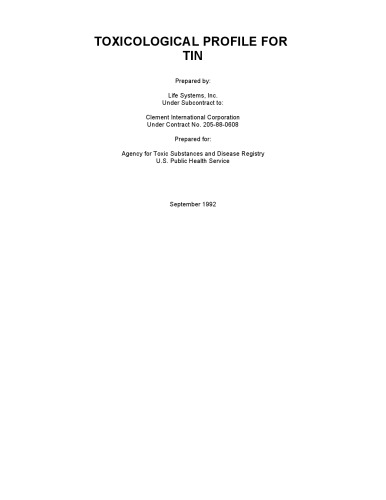 TOXICOLOGICAL PROFILE FOR
TIN
Prepared by:
Life Systems, Inc.
Under Subcontract to:
Clement International Corporation
Under Contract No. 205-88-0608
Prepared for:
Agency for Toxic Substances and Disease Registry
U.S. Public Health Service
September 1992